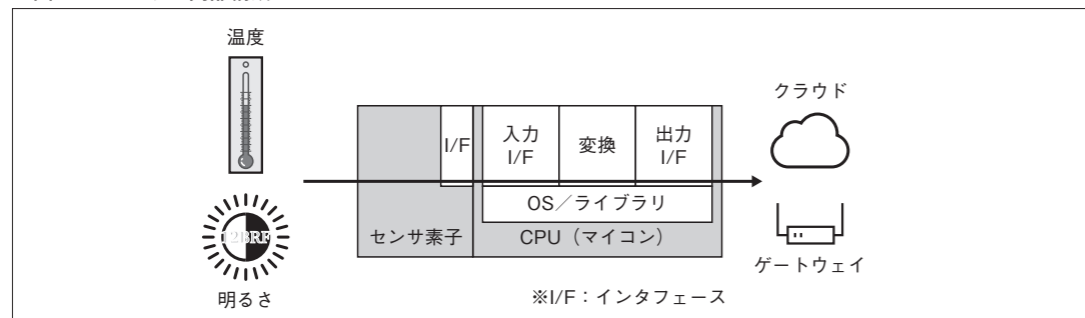 温度
クラウド
I/F
入力
I/F
変換
出力
I/F
OS／ライブラリ
センサ素子
CPU（マイコン）
ゲートウェイ
明るさ
※I/F：インタフェース